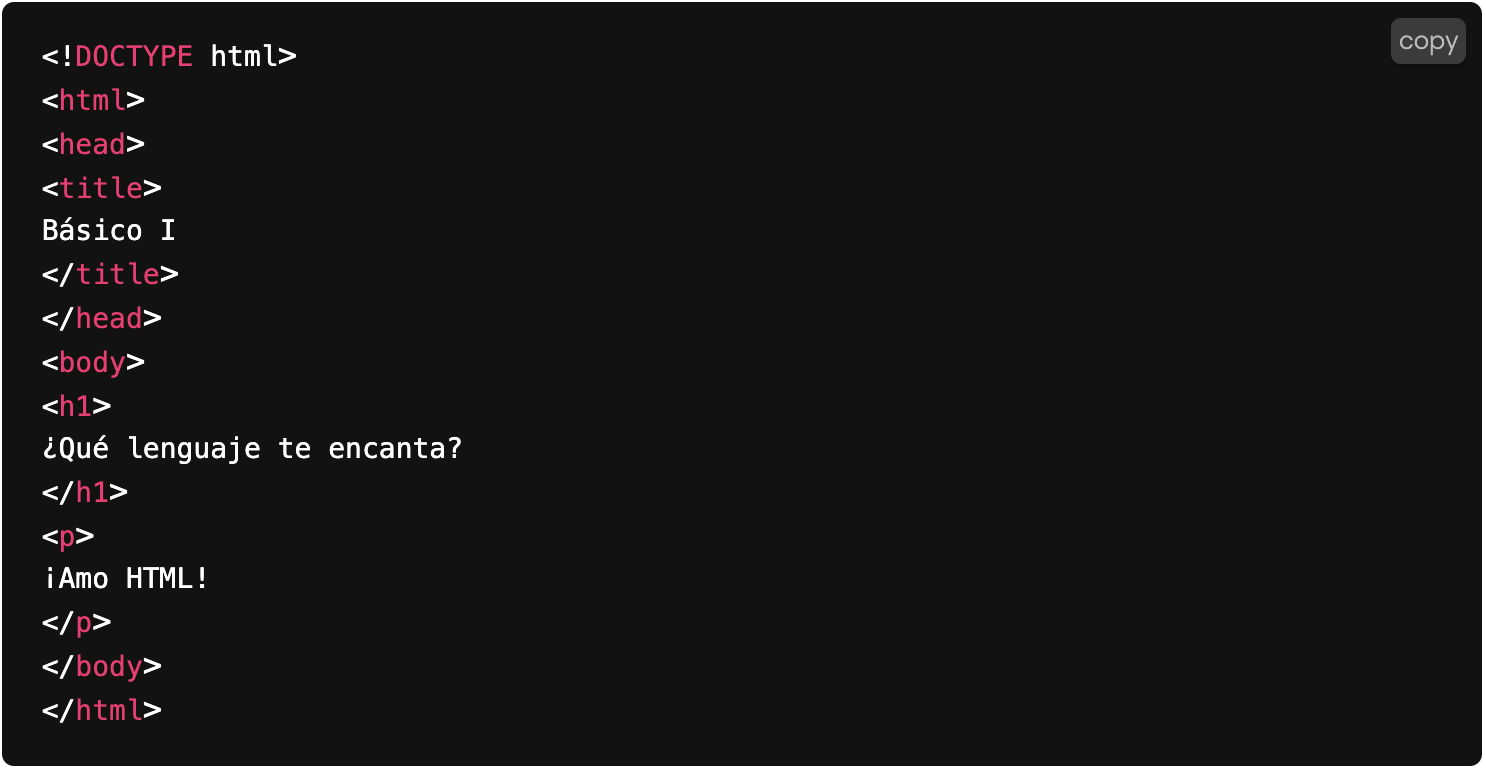 copy
<!DOCTYPE html>
<html>
<head>
<title>
Básico I
</title>
</head>
<body>
<h1>
¿Qué lenguaje te encanta?
</h1>
<p>
¡Amo HTML!
</p>
</body>
</html>